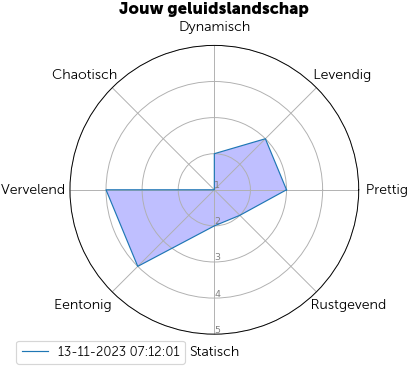 Jouw geluidslandschap
Dynamisch
Chaotisch
Levendig
Vervelend
1
Prettig
2
3
4
Eentonig
Rustgevend
5
13-11-2023 07:12:01
Statisch